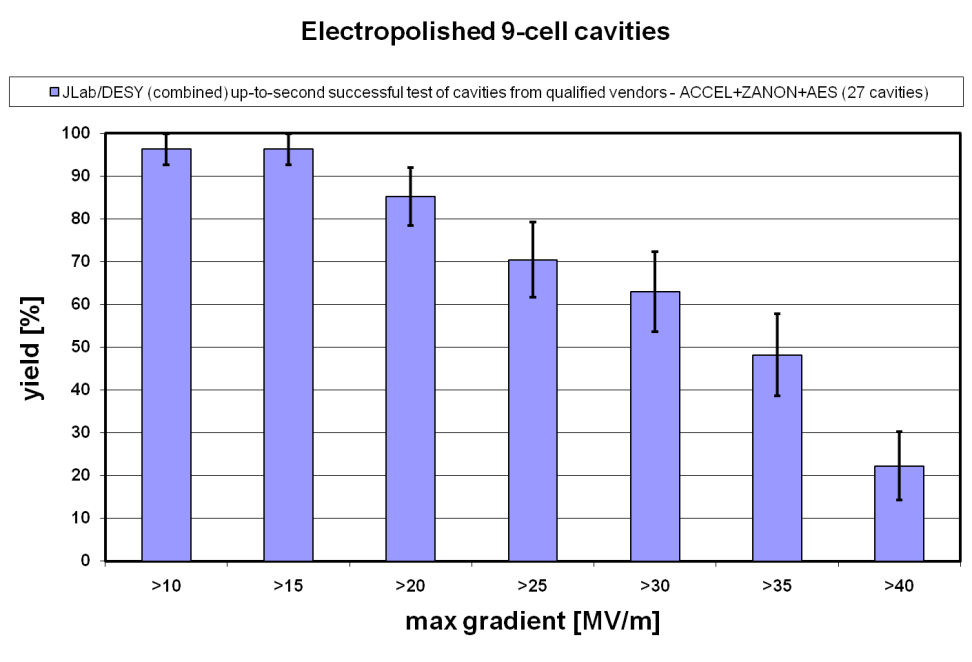 Electropolished 9-cell cavities
JLab/DESY (combined) up-to-second successful test of cavities from qualified vendors - ACCEL+ZANON+AES (27 cavities)
100
90
80
70
60
50
40
30
20
10
0
yield [%]
>10 >15 >20 >25 >30 >35 >40
max gradient [MV/m]